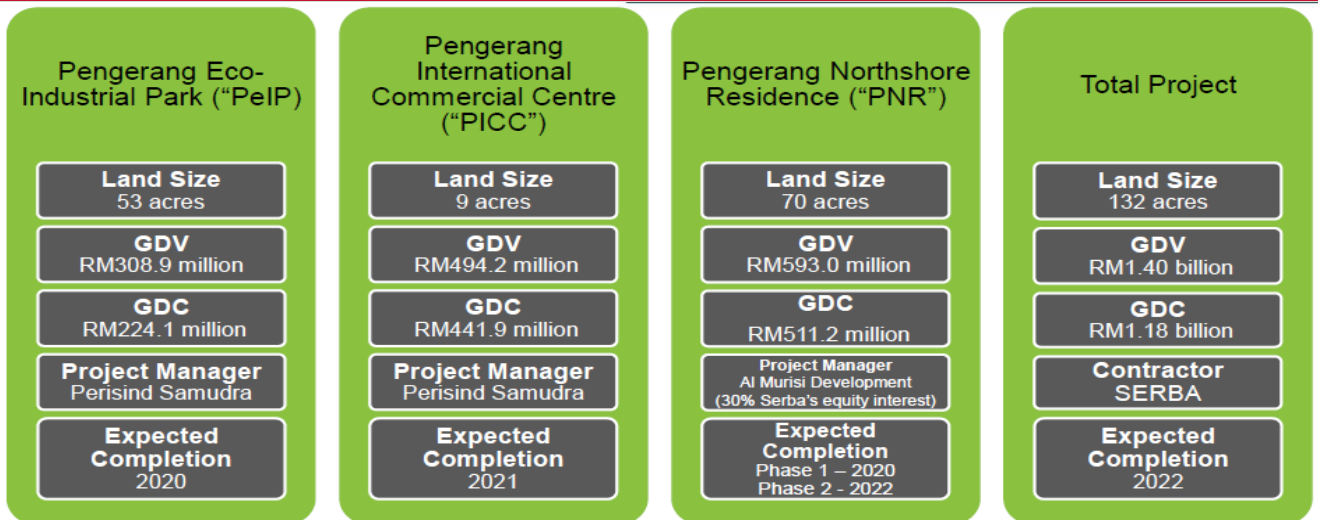 Pengerang Eco-
Industrial Park (“PeIP)
Land Size
53 acres
GDV
RM308.9 million
GDC
RM224.1 million
Project Manager
Perisind Samudra
Expected
Completion
2020
Pengerang
International
Commercial Centre
(“PICC”)
Land Size
9 acres
GDV
RM494.2 million
GDC
RM441.9 million
Project Manager
Perisind Samudra
Expected
Completion
2021
Pengerang Northshore
Residence (“PNR”)
Land Size
70 acres
GDV
RM593.0 million
GDC
RM511.2 million
Project Manager
Al Murisi Development
(30% Serba’s equity interest)
Expected
Completion
Phase 1 – 2020
Phase 2 - 2022
Total Project
Land Size
132 acres
GDV
RM1.40 billion
GDC
RM1.18 billion
Contractor
SERBA
Expected
Completion
2022